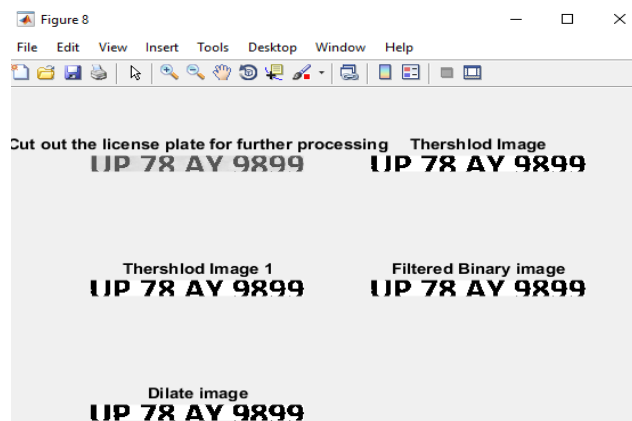 Figure 8
File Edit View Insert Tools Desktop Window Help
Cut out the license plate for further processing Thershlod Image
UP 78 AY 9899 UP 78 AY 9899
Thershlod Image 1 Filtered Binary image
UP 78 AY 9899 UP 78 AY 9899
Dilate image
UP 78 AY 9899